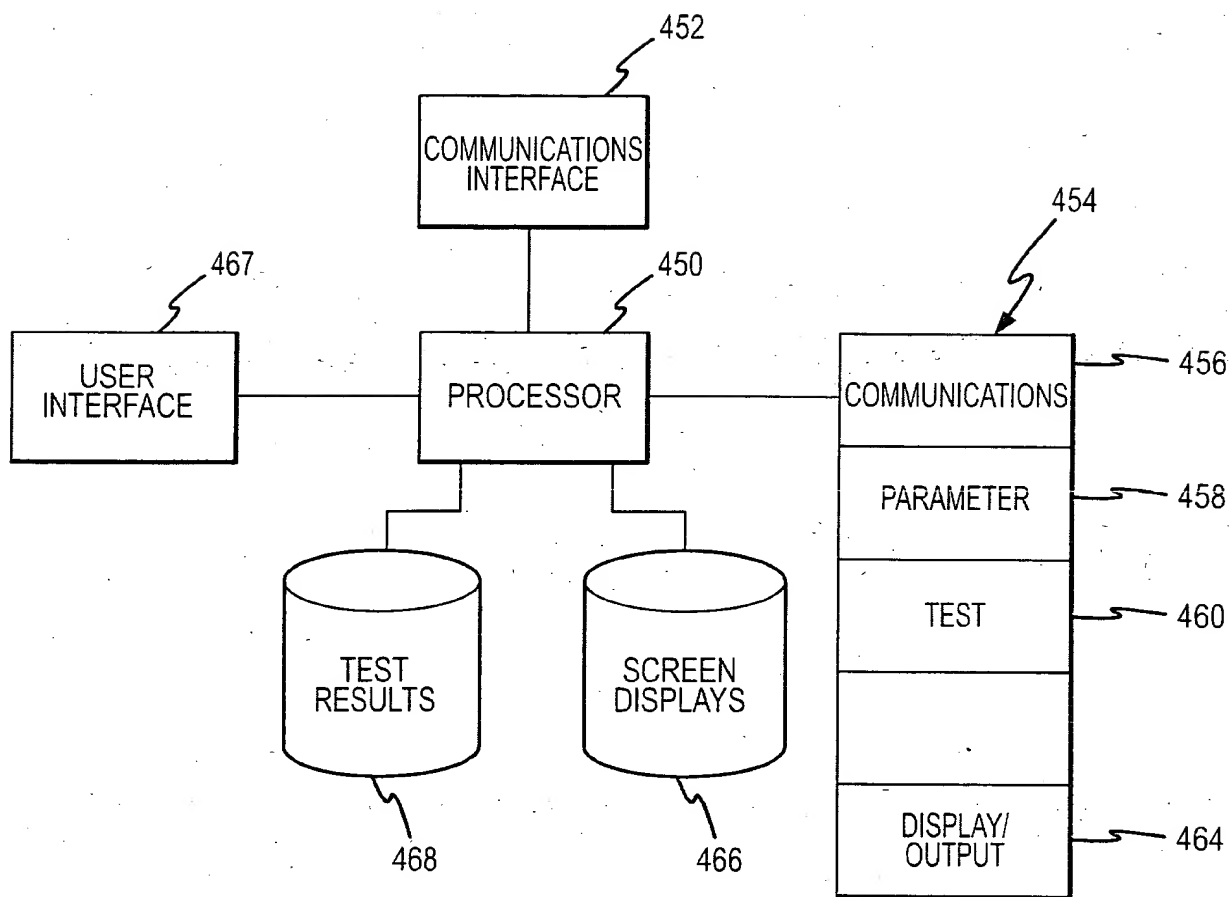 452
COMMUNICATIONS
INTERFACE
454
467
450
456
USER
INTERFACE
PROCESSOR
COMMUNICATIONS
PARAMETER
458
TEST
460
TEST
RESULTS
SCREEN
DISPLAYS
DISPLAY/
OUTPUT
464
468
466